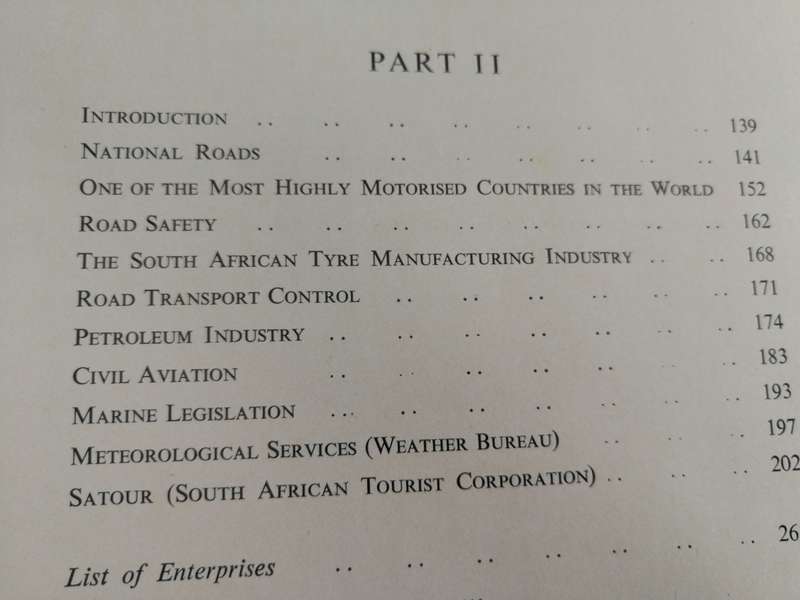 PART II
INTRODUCTION .. .. .. .. .. .. .. .. 139
NATIONAL ROADS .. .. .. .. .. .. .. 141
ONE OF THE MOST HIGHLY MOTORISED COUNTRIES IN THE WORLD 152
ROAD SAFETY .. .. .. .. .. .. .. .. 162
THE SOUTH AFRICAN TYRE MANUFACTURING INDUSTRY .. .. 168
ROAD TRANSPORT CONTROL .. .. .. .. .. .. 171
PETROLEUM INDUSTRY .. .. .. .. .. .. .. 174
CIVIL AVIATION .. .. .. .. .. .. .. 183
MARINE LEGISLATION ... .. .. .. .. .. .. 193
METEOROLOGICAL SERVICES (WEATHER BUREAU) .. .. .. 197
SATOUR (SOUTH AFRICAN TOURIST CORPORATION) .. .. .. 202
List of Enterprises .. .. .. .. .. .. .. 26